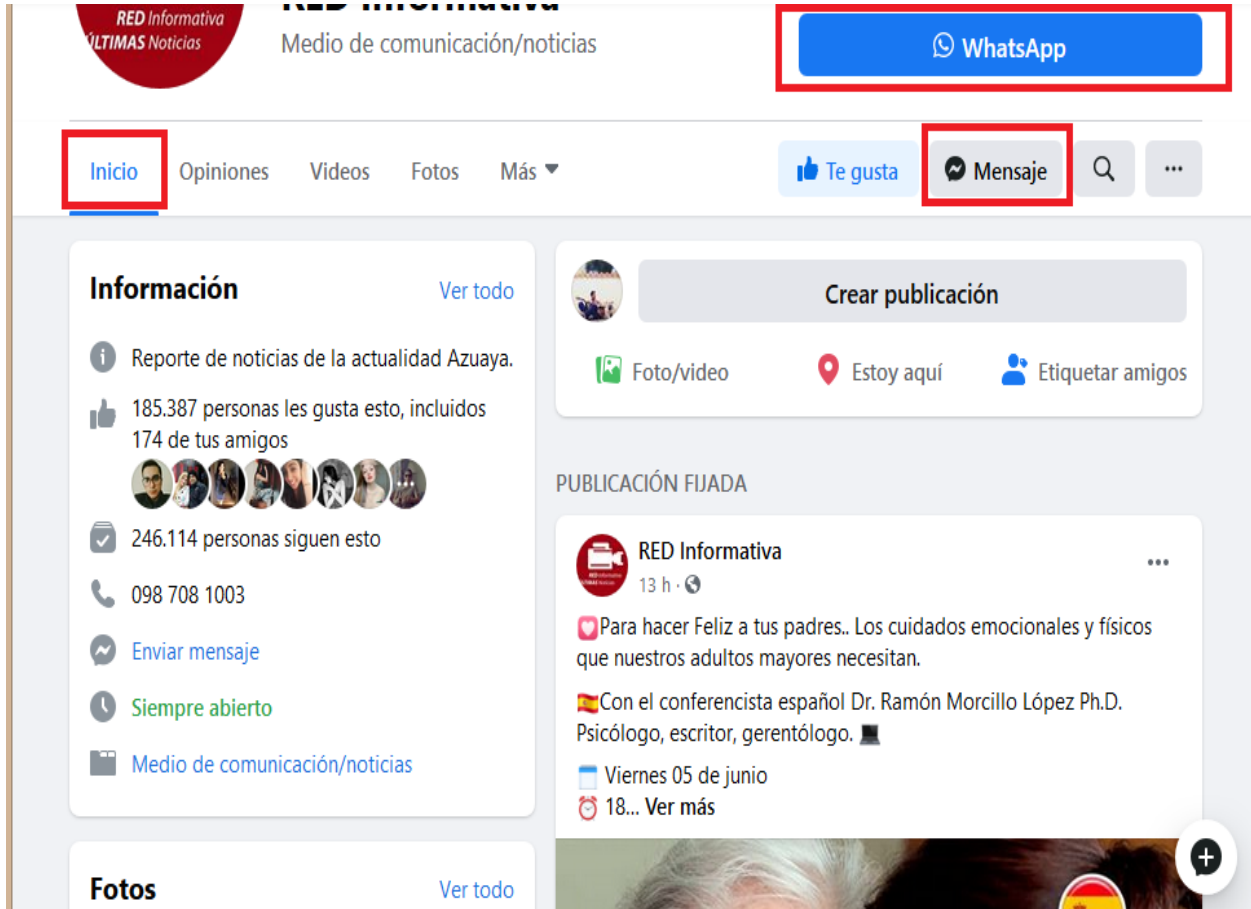 RED Informativa
ÚLTIMAS Noticias
RED Informativa
Medio de comunicación/noticias
WhatsApp
Inicio
Opiniones
Videos
Fotos
Más
Te gusta
Mensaje
Información
Ver todo
Reporte de noticias de la actualidad Azuaya.
185.387 personas les gusta esto, incluidos
174 de tus amigos
246.114 personas siguen esto
098 708 1003
Enviar mensaje
Siempre abierto
Medio de comunicación/noticias
Fotos
Ver todo
Crear publicación
Foto/video
Estoy aquí
Etiquetar amigos
PUBLICACIÓN FIJADA
RED Informativa
13 h ·
Para hacer Feliz a tus padres.. Los cuidados emocionales y físicos
que nuestros adultos mayores necesitan.
Con el conferencista español Dr. Ramón Morcillo López Ph.D.
Psicólogo, escritor, gerentólogo.
Viernes 05 de junio
18... Ver más